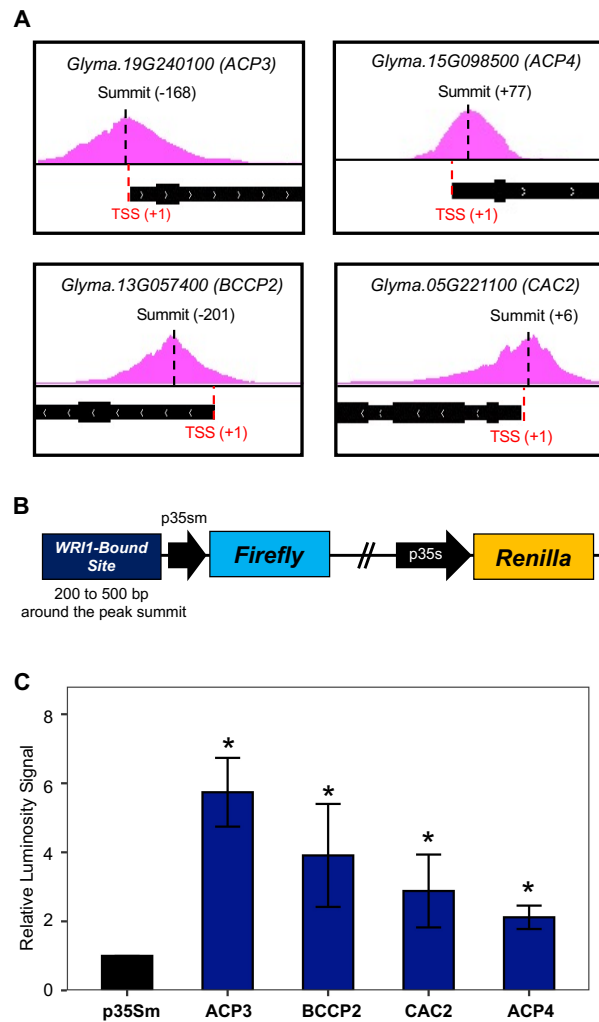 A
Glyma.19G240100 (ACP3)
Summit (-168)
TSS (+1)
Glyma.15G098500 (ACP4)
Summit (+77)
TSS (+1)
Glyma.13G057400 (BCCP2)
Summit (-201)
TSS (+1)
Glyma.05G221100 (CAC2)
Summit (+6)
TSS (+1)
B
WRI1-Bound
Site
p35sm
Firefly
p35s
Renilla
200 to 500 bp
around the peak summit
C
Relative Luminosity Signal
8
6
4
2
0
*
*
*
*
p35Sm
ACP3
BCCP2
CAC2
ACP4